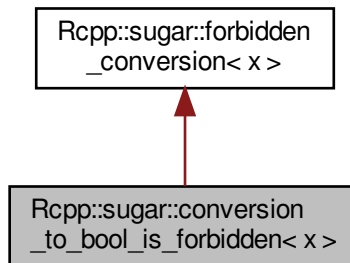 Rcpp::sugar::forbidden
_conversion< x >
Rcpp::sugar::conversion
_to_bool_is_forbidden< x >